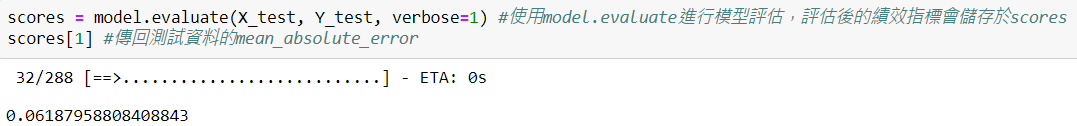 scores = model.evaluate(X_test, Y_test, verbose=1) #使用model.evaluate進行模型評估，評估後的績效指標會儲存於scores
scores[1] #傳回測試資料的mean_absolute_error
32/288 [==>...........................] - ETA: 0s
0.06187958808408843